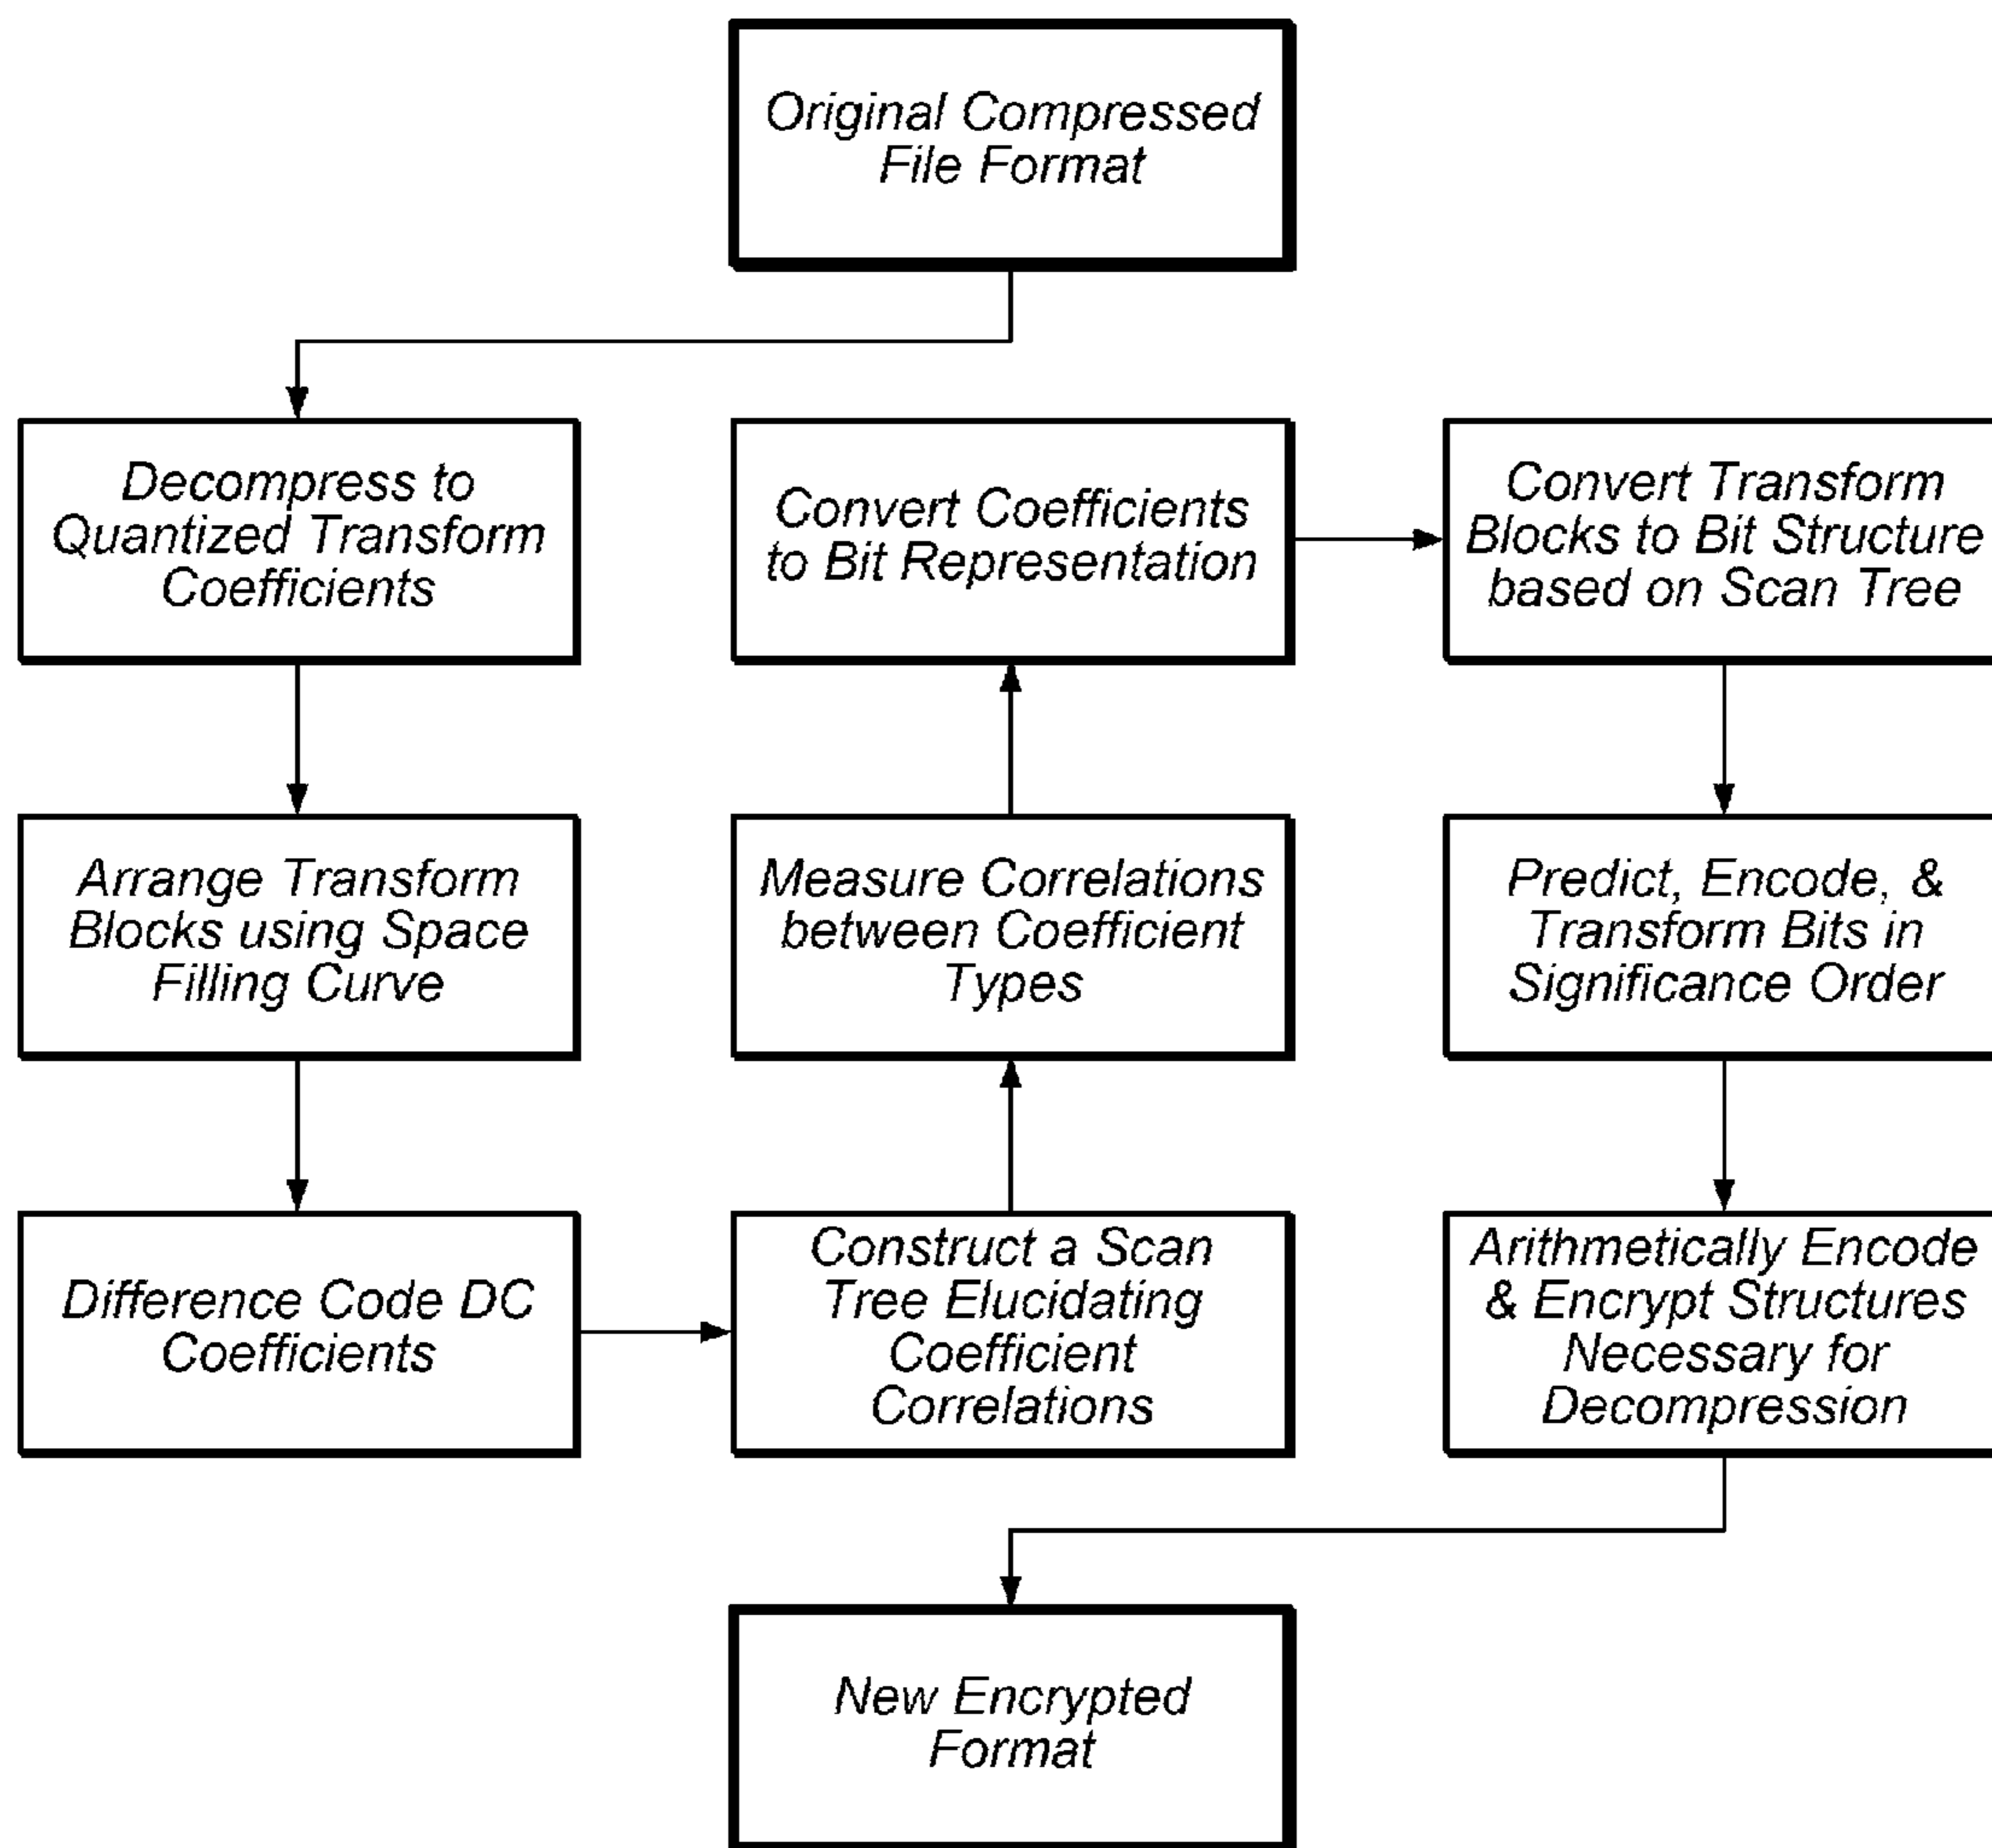 Original Compressed
File Format
Decompress to
Quantized Transform
Coefficients
Arrange Transform
Blocks using Space
Filling Curve
Difference Code DC
Coefficients
Construct a Scan
Tree Elucidating
Coefficient
Correlations
Measure Correlations
between Coefficient
Types
Convert Coefficients
to Bit Representation
Convert Transform
Blocks to Bit Structure
based on Scan Tree
Predict, Encode, &
Transform Bits in
Significance Order
Arithmetically Encode
& Encrypt Structures
Necessary for
Decompression
New Encrypted
Format